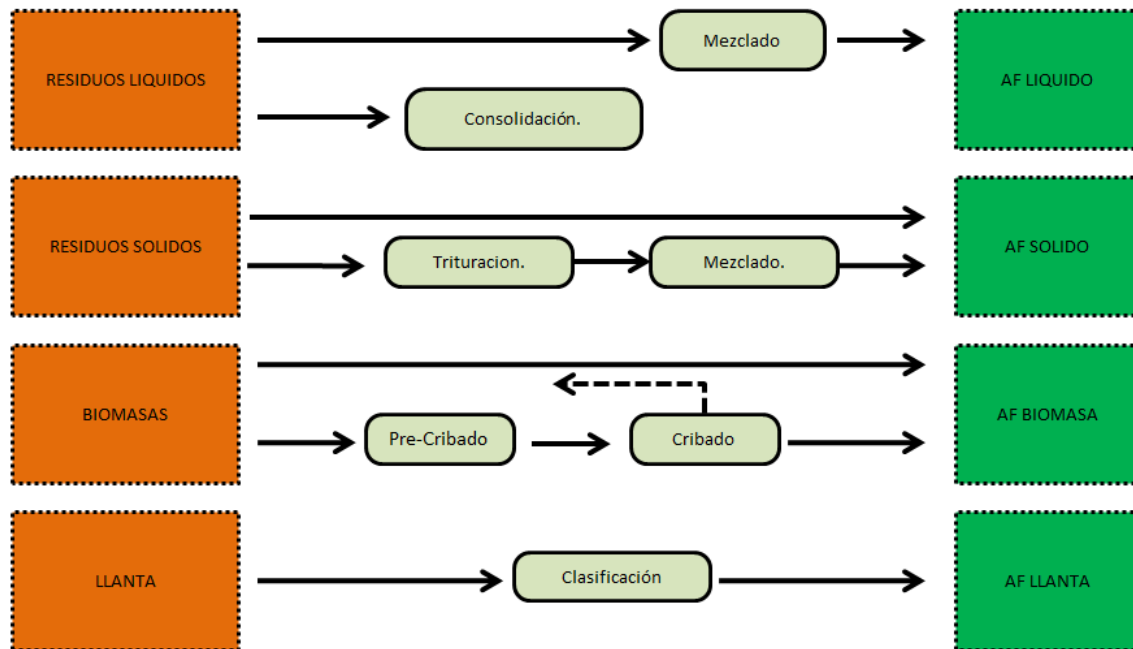 Mezclado
RESIDUOS LIQUIDOS
AF LIQUIDO
Consolidación.
RESIDUOS SOLIDOS
AF SOLIDO
Trituracion.
Mezclado.
BIOMASAS
AF BIOMASA
Pre-Cribado
Cribado
LLANTA
Clasificación
AF LLANTA